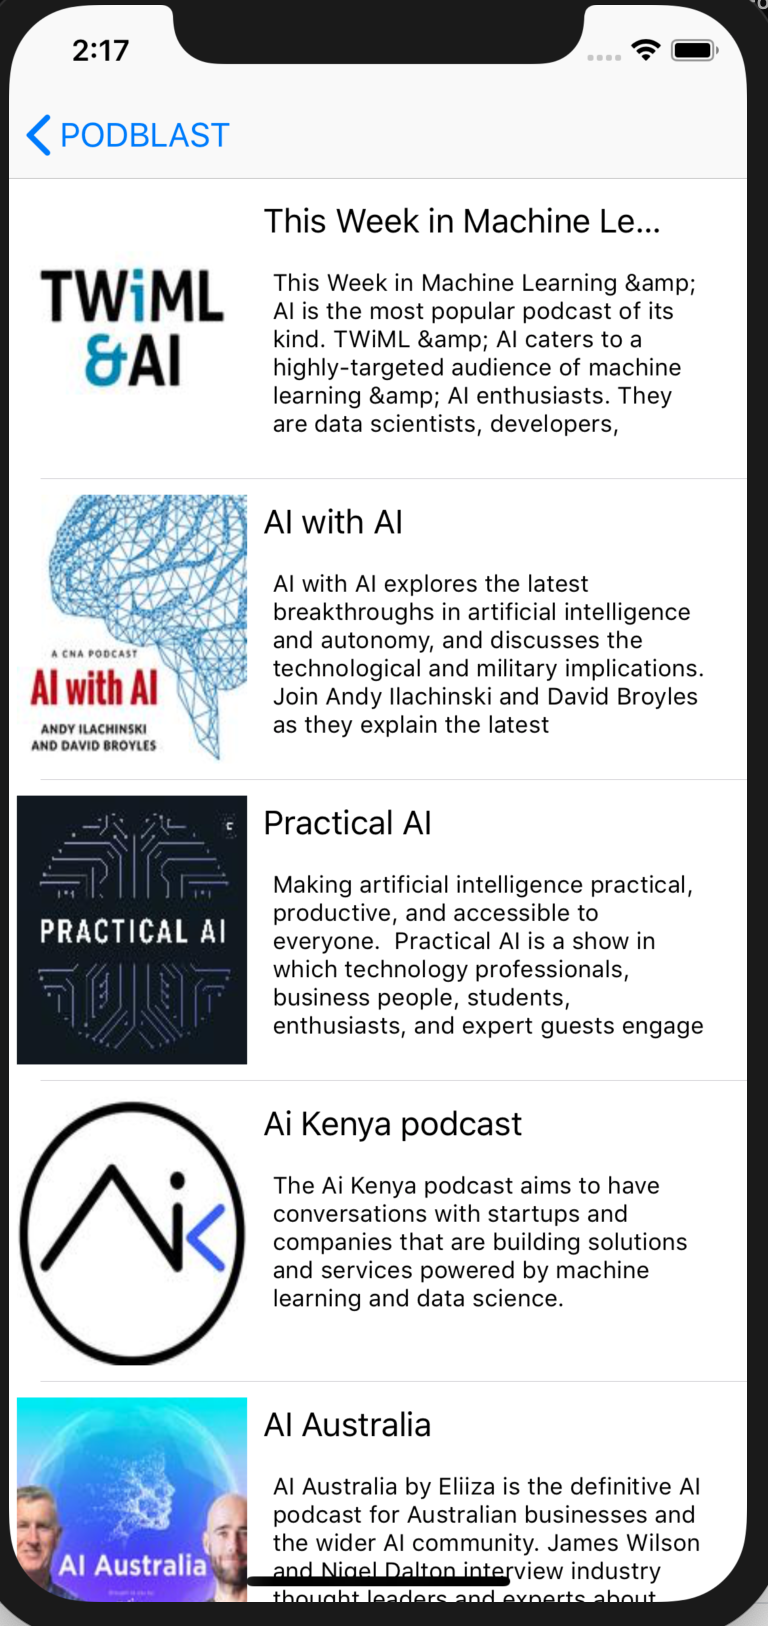 2:17
PODBLAST
TWiML
&AI
This Week in Machine Le...
This Week in Machine Learning &amp;
AI is the most popular podcast of its
kind. TWiML &amp; AI caters to a
highly-targeted audience of machine
learning &amp; AI enthusiasts. They
are data scientists, developers,
A CNA PODCAST
AI with AI
ANDY ILACHINSKI
AND DAVID BROYLES
AI with AI
AI with AI explores the latest
breakthroughs in artificial intelligence
and autonomy, and discusses the
technological and military implications.
Join Andy Ilachinski and David Broyles
as they explain the latest
PRACTICAL AI
Practical AI
Making artificial intelligence practical,
productive, and accessible to
everyone.  Practical AI is a show in
which technology professionals,
business people, students,
enthusiasts, and expert guests engage
Ai Kenya podcast
The Ai Kenya podcast aims to have
conversations with startups and
companies that are building solutions
and services powered by machine
learning and data science.
AI Australia
AI Australia
AI Australia by Eliiza is the definitive AI
podcast for Australian businesses and
the wider AI community. James Wilson
and Nigel Dalton interview industry
thought leaders and experts about